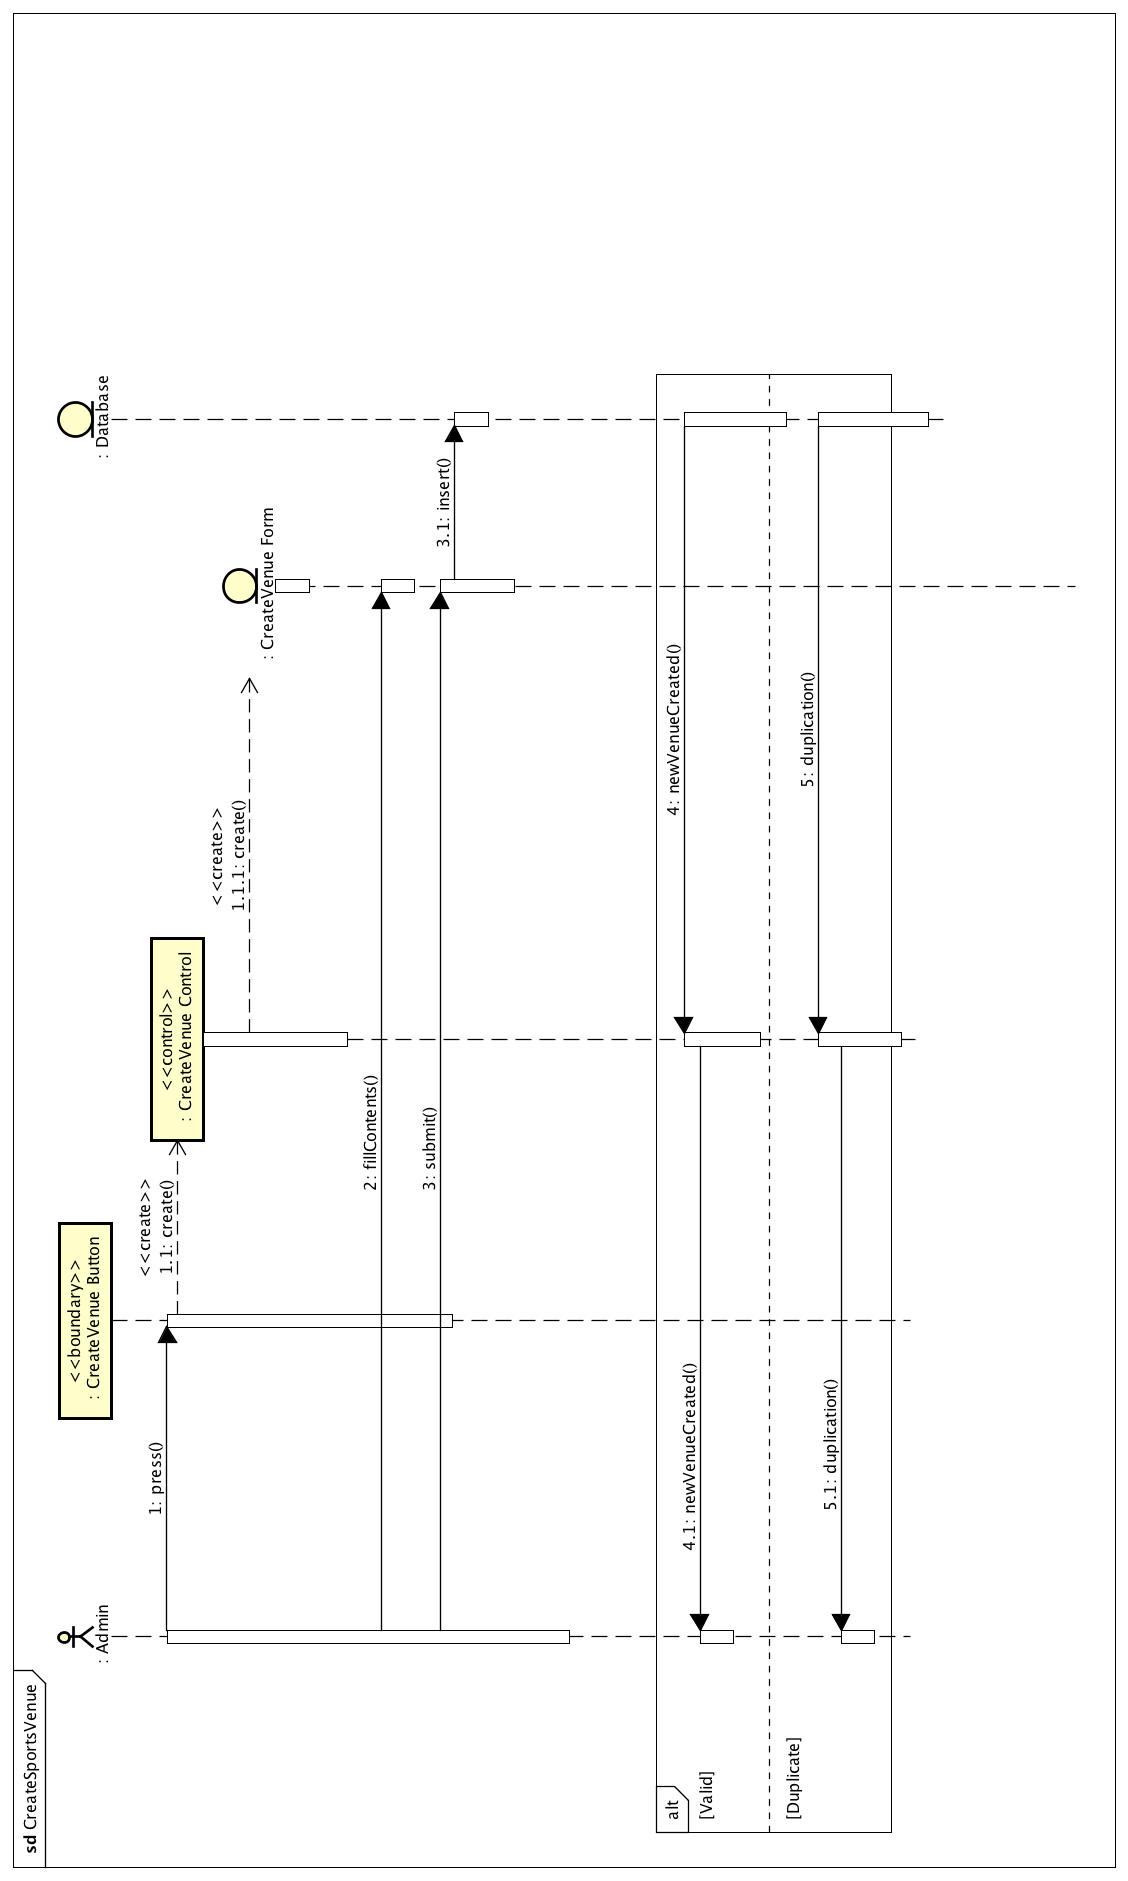 sd CreateSportsVenue
: Admin
<<boundary>>
: CreateVenue Button
<<control>>
: CreateVenue Control
: CreateVenue Form
: Database
1: press()
<<create>>
1.1: create()
<<create>>
1.1.1: create()
2: fillContents()
3: submit()
3.1: insert()
alt
[Valid]
4: newVenueCreated()
4.1: newVenueCreated()
[Duplicate]
5: duplication()
5.1: duplication()